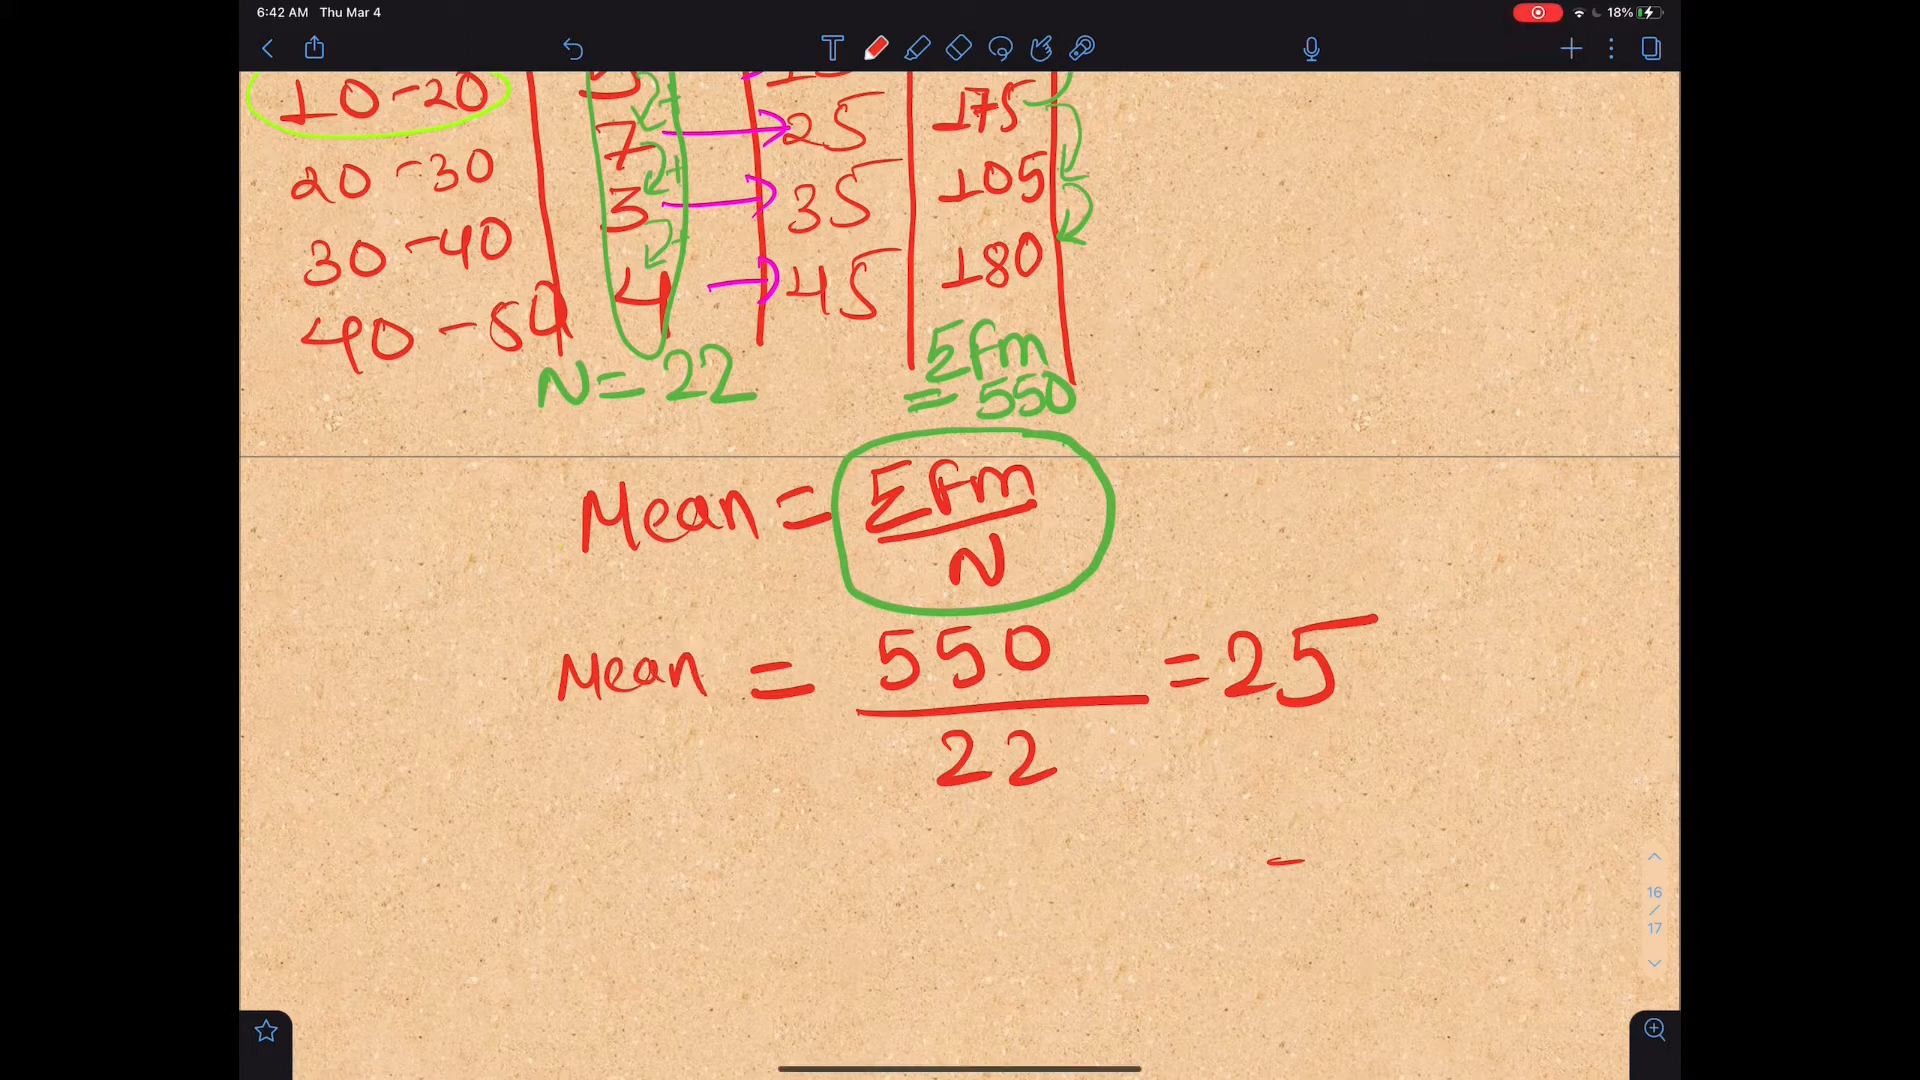 6:42 AM Thu Mar 4 18%
10-20 175
7 25
20-30 105
3 35
30-40 180
4 45
40-50 Σfm
N=22 = 550
Mean = Σfm
N
Mean = 550 = 25
22
-
16
/
17